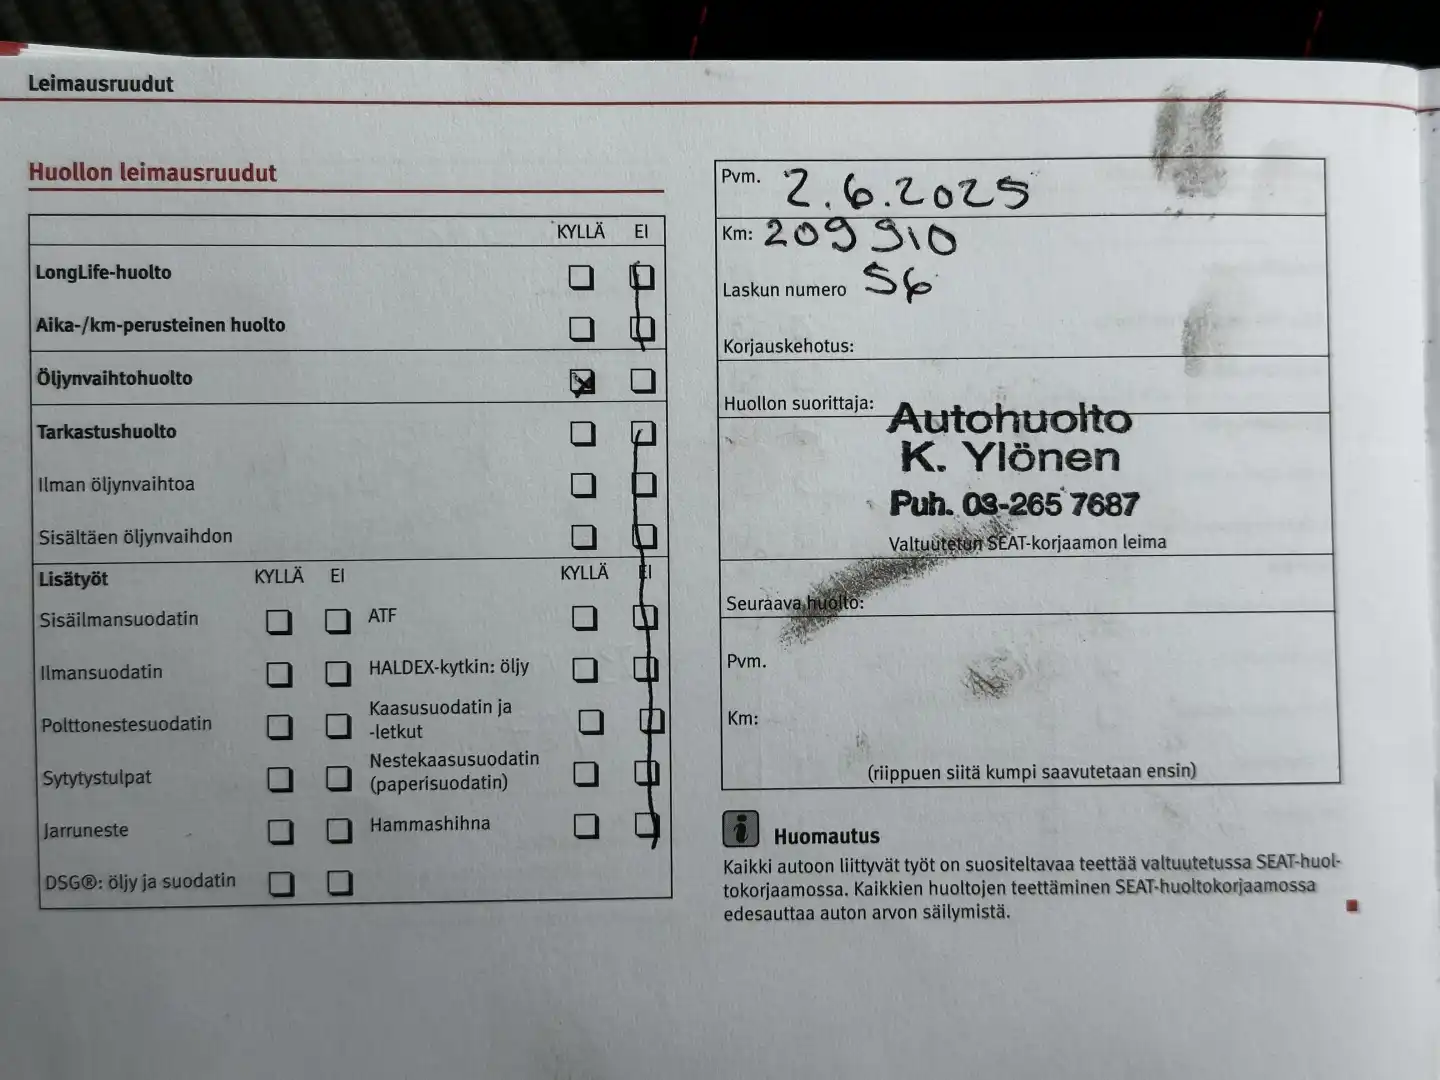 Leimausruudut
Huollon leimausruudut
KYLLÄ EI
LongLife-huolto
Aika-/km-perusteinen huolto
Öljynvaihtohuolto
Tarkastushuolto
Ilman öljynvaihtoa
Sisältäen öljynvaihdon
Lisätyöt KYLLÄ EI KYLLÄ EI
Sisäilmansuodatin ATF
Ilmansuodatin HALDEX-kytkin: öljy
Polttonestesuodatin Kaasusuodatin ja
-letkut
Sytytystulpat Nestekaasusuodatin
(paperisuodatin)
Jarruneste Hammashihna
DSG®: öljy ja suodatin
Pvm. 2.6.2025
Km: 209910
Laskun numero 56
Korjauskehotus:
Huollon suorittaja:
Autohuolto
K. Ylönen
Puh. 03-265 7687
Valtuutetun SEAT-korjaamon leima
Seuraava huolto:
Pvm.
Km:
(riippuen siitä kumpi saavutetaan ensin)
Huomautus
Kaikki autoon liittyvät työt on suositeltavaa teettää valtuutetussa SEAT-huol-
tokorjaamossa. Kaikkien huoltojen teettäminen SEAT-huoltokorjaamossa
edesauttaa auton arvon säilymistä.